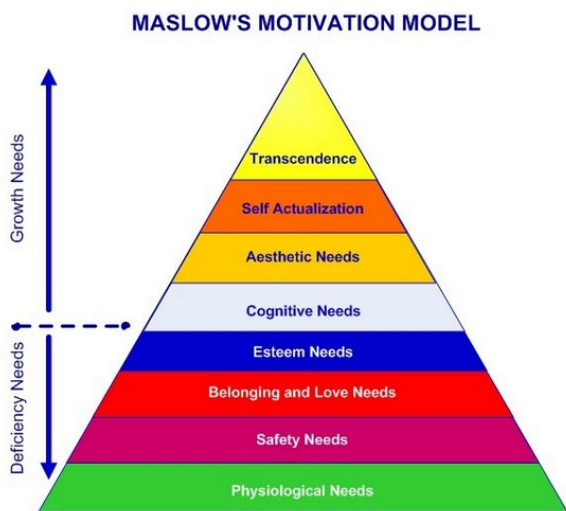 MASLOW'S MOTIVATION MODEL
Growth Needs
Deficiency Needs
Transcendence
Self Actualization
Aesthetic Needs
Cognitive Needs
Esteem Needs
Belonging and Love Needs
Safety Needs
Physiological Needs